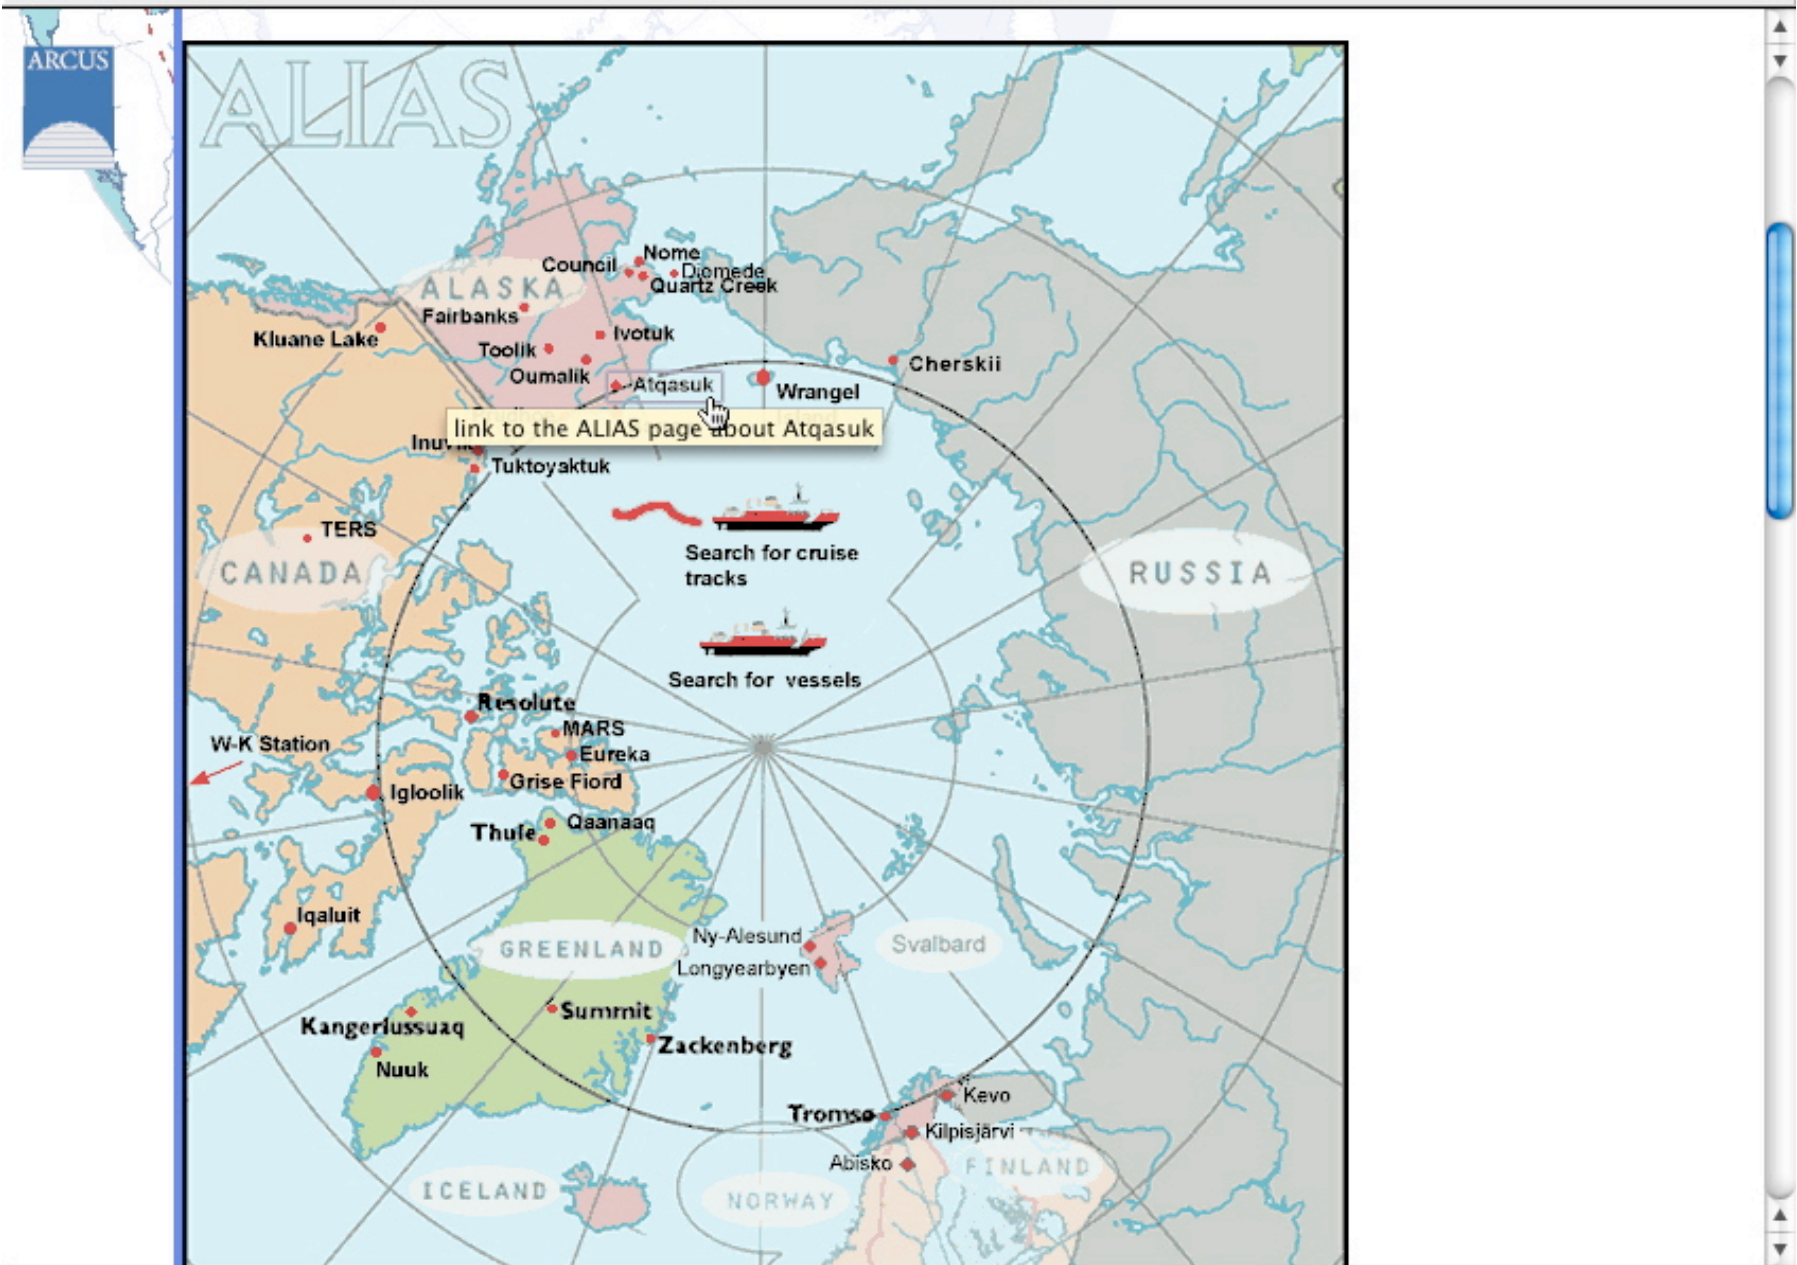 ARCUS
ALIAS
Nome
Council
Diomede
Quartz Creek
ALASKA
Fairbanks
Kluane Lake
Ivotuk
Toolik
Oumalik
Atqasuk
Cherskii
Wrangel
Island
link to the ALIAS page about Atqasuk
Tuktoyaktuk
TERS
CANADA
RUSSIA
Search for cruise
tracks
Search for vessels
Resolute
MARS
W-K Station
Eureka
Grise Fiord
Igloolik
Qaanaaq
Thule
Iqaluit
GREENLAND
Ny-Alesund
Svalbard
Longyearbyen
Summit
Kangerlussuaq
Zackenberg
Nuuk
Kevo
Tromsø
Kilpisjärvi
Abisko
FINLAND
ICELAND
NORWAY